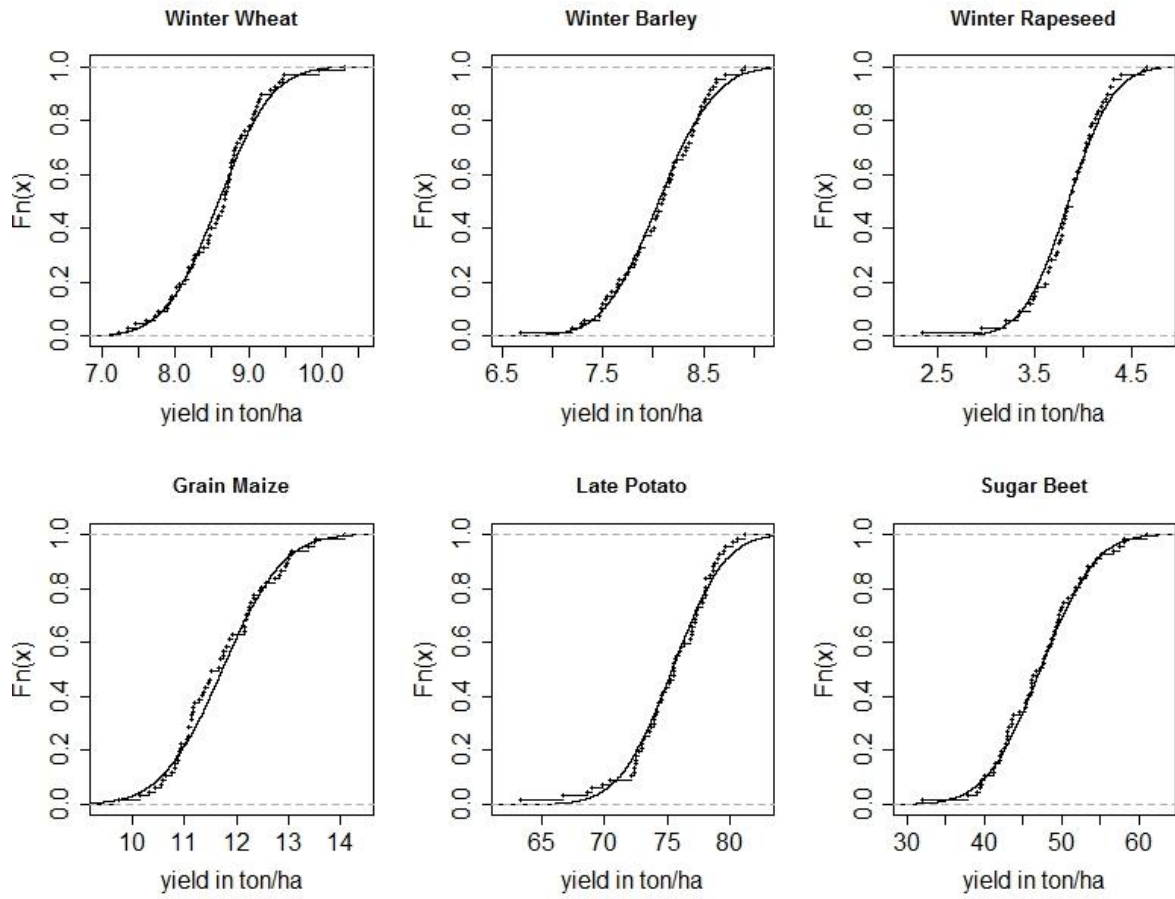 Winter Wheat
Fn(x)
0.0 0.2 0.4 0.6 0.8 1.0
7.0 8.0 9.0 10.0
yield in ton/ha
Winter Barley
Fn(x)
0.0 0.2 0.4 0.6 0.8 1.0
6.5 7.5 8.5
yield in ton/ha
Winter Rapeseed
Fn(x)
0.0 0.2 0.4 0.6 0.8 1.0
2.5 3.5 4.5
yield in ton/ha
Grain Maize
Fn(x)
0.0 0.2 0.4 0.6 0.8 1.0
10 11 12 13 14
yield in ton/ha
Late Potato
Fn(x)
0.0 0.2 0.4 0.6 0.8 1.0
65 70 75 80
yield in ton/ha
Sugar Beet
Fn(x)
0.0 0.2 0.4 0.6 0.8 1.0
30 40 50 60
yield in ton/ha